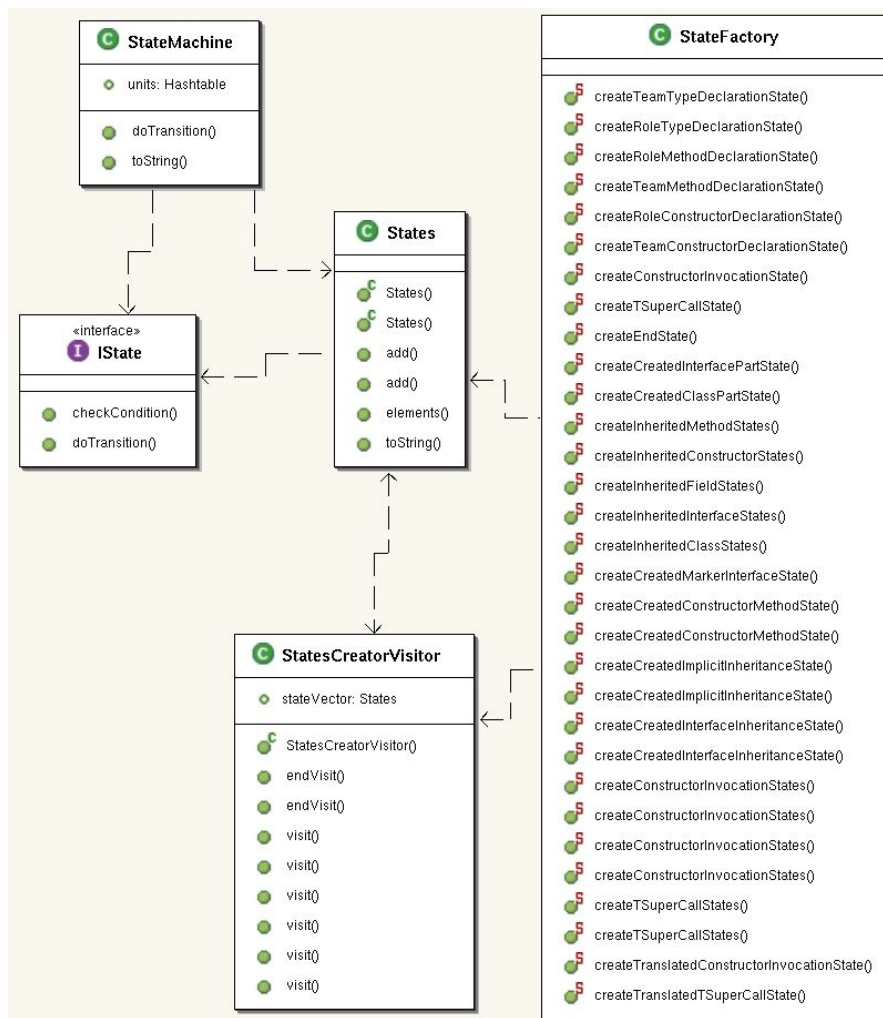 C StateMachine
units: Hashtable
doTransition()
toString()
«interface»
I IState
checkCondition()
doTransition()
C States
C States()
C States()
add()
add()
elements()
toString()
C StatesCreatorVisitor
stateVector: States
C StatesCreatorVisitor()
endVisit()
endVisit()
visit()
visit()
visit()
visit()
visit()
visit()
C StateFactory
S createTeamTypeDeclarationState()
S createRoleTypeDeclarationState()
S createRoleMethodDeclarationState()
S createTeamMethodDeclarationState()
S createRoleConstructorDeclarationState()
S createTeamConstructorDeclarationState()
S createConstructorInvocationState()
S createTSuperCallState()
S createEndState()
S createCreatedInterfacePartState()
S createCreatedClassPartState()
S createInheritedMethodStates()
S createInheritedConstructorStates()
S createInheritedFieldStates()
S createInheritedInterfaceStates()
S createInheritedClassStates()
S createCreatedMarkerInterfaceState()
S createCreatedConstructorMethodState()
S createCreatedConstructorMethodState()
S createCreatedImplicitInheritanceState()
S createCreatedImplicitInheritanceState()
S createCreatedInterfaceInheritanceState()
S createCreatedInterfaceInheritanceState()
S createConstructorInvocationStates()
S createConstructorInvocationStates()
S createConstructorInvocationStates()
S createConstructorInvocationStates()
S createTSuperCallStates()
S createTSuperCallStates()
S createTranslatedConstructorInvocationState()
S createTranslatedTSuperCallState()